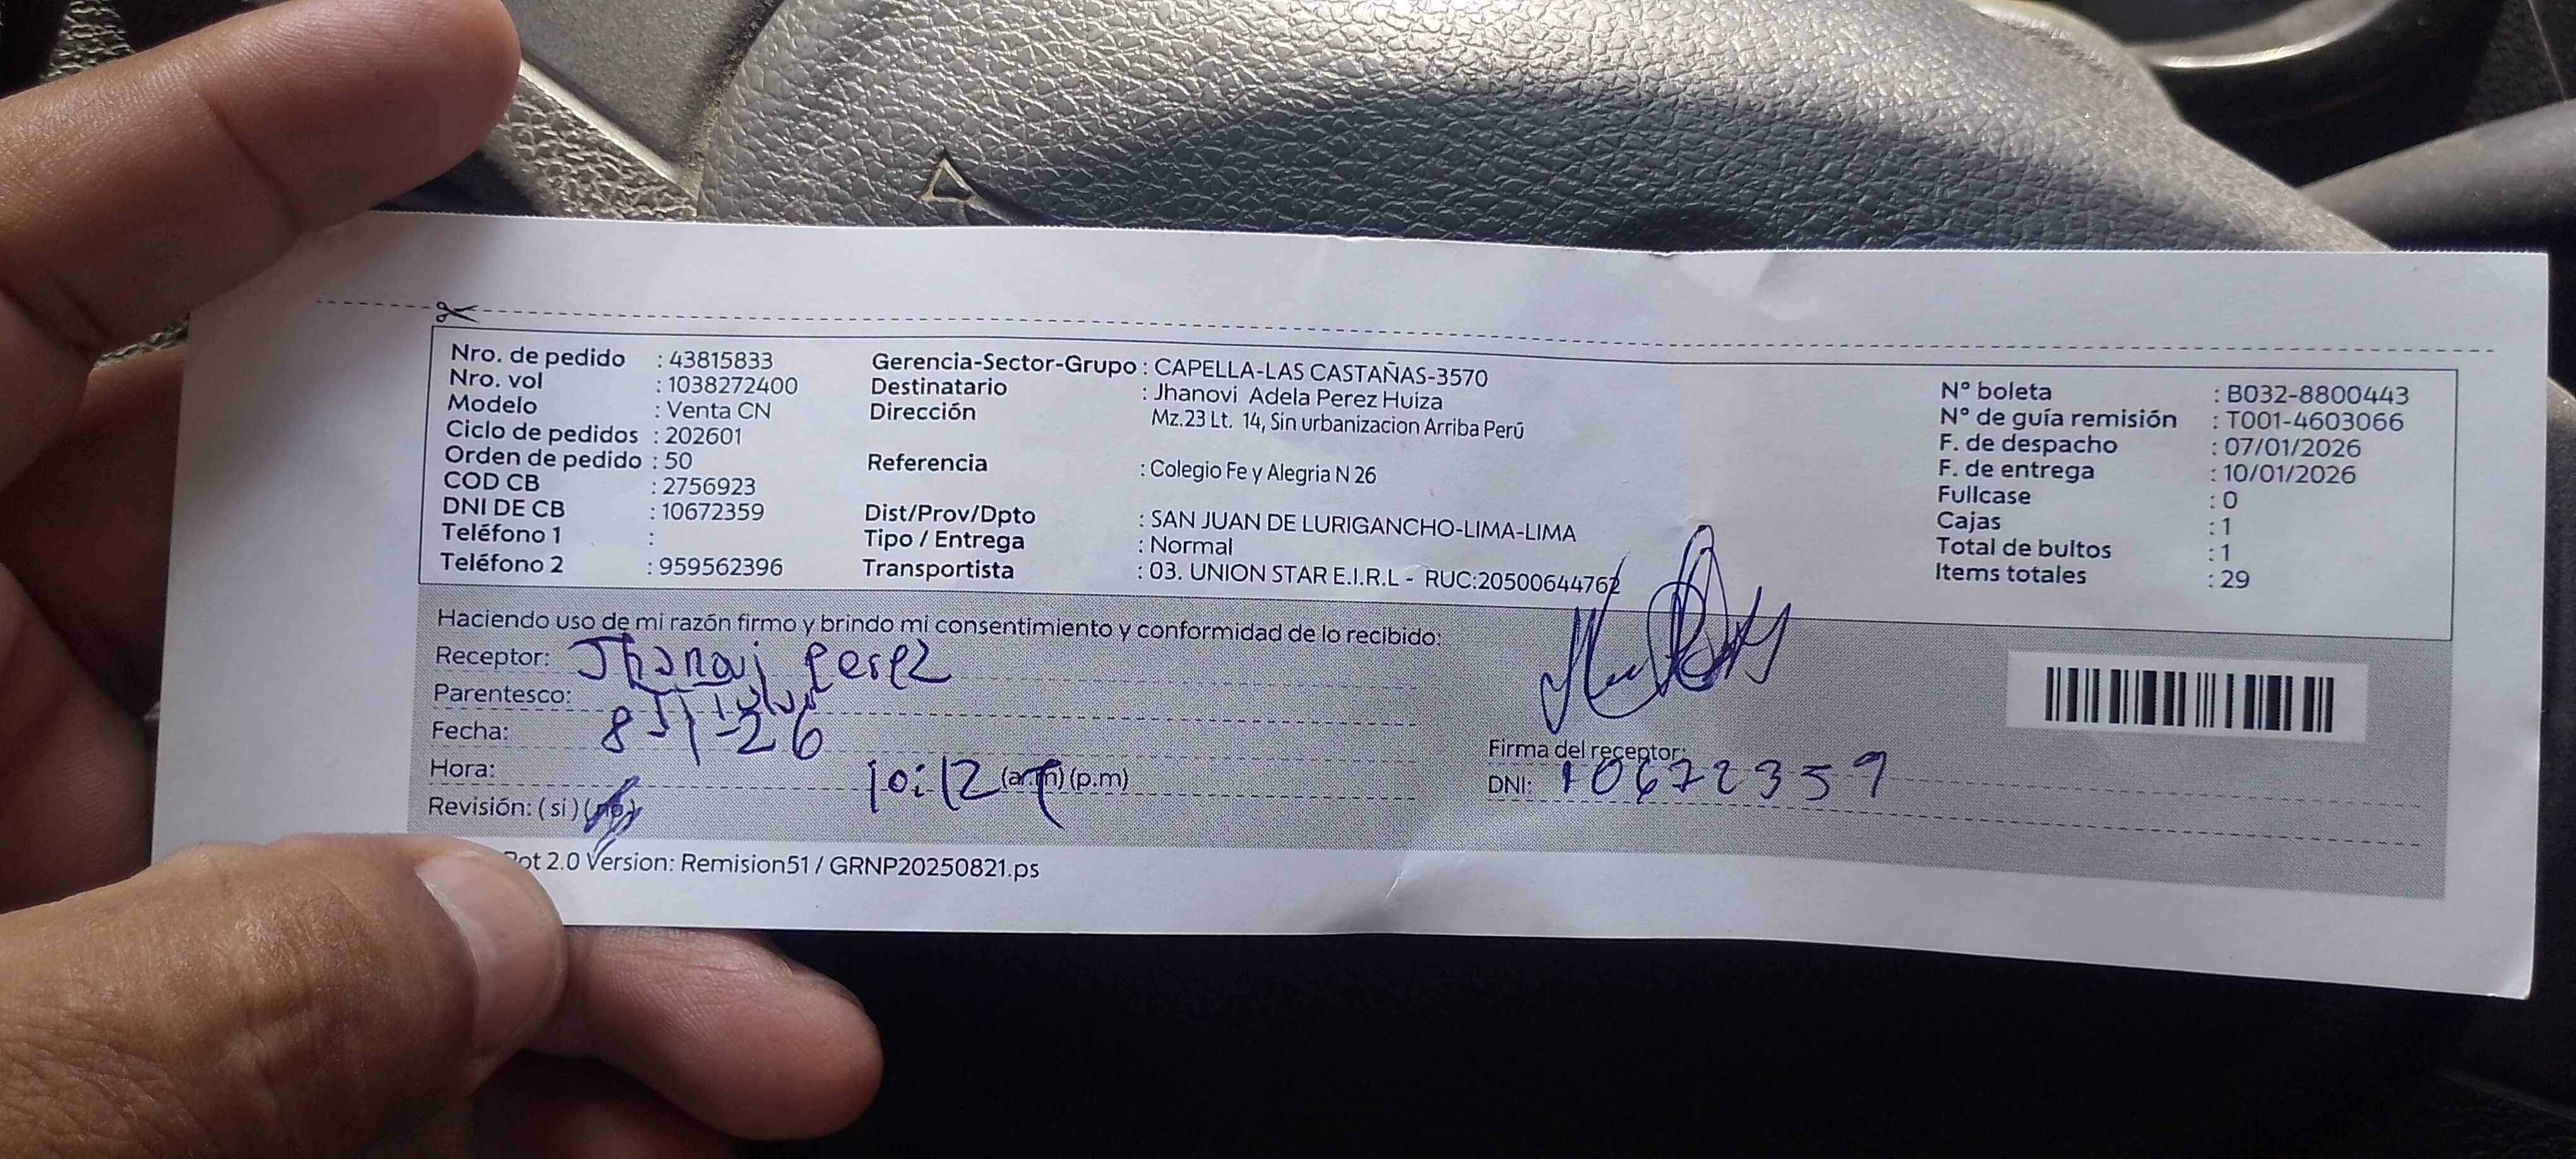 Nro. de pedido : 43815833
Nro. vol : 1038272400
Modelo : Venta CN
Ciclo de pedidos : 202601
Orden de pedido : 50
COD CB : 2756923
DNI DE CB : 10672359
Teléfono 1 :
Teléfono 2 : 959562396
Gerencia-Sector-Grupo : CAPELLA-LAS CASTAÑAS-3570
Destinatario : Jhanovi Adela Perez Huiza
Dirección Mz.23 Lt. 14, Sin urbanizacion Arriba Perú
Referencia : Colegio Fe y Alegria N 26
Dist/Prov/Dpto : SAN JUAN DE LURIGANCHO-LIMA-LIMA
Tipo / Entrega : Normal
Transportista : 03. UNION STAR E.I.R.L - RUC:20500644762
N° boleta : B032-8800443
N° de guía remisión : T001-4603066
F. de despacho : 07/01/2026
F. de entrega : 10/01/2026
Fullcase : 0
Cajas : 1
Total de bultos : 1
Items totales : 29
Haciendo uso de mi razón firmo y brindo mi consentimiento y conformidad de lo recibido:
Receptor: Jhanovi Perez
Parentesco:
Fecha: 8-1-26
Hora: 10:12 (a.m) (p.m)
Revisión: (si) (no)
Firma del receptor:
DNI: 10672359
2.0 Version: Remision51 / GRNP20250821.ps